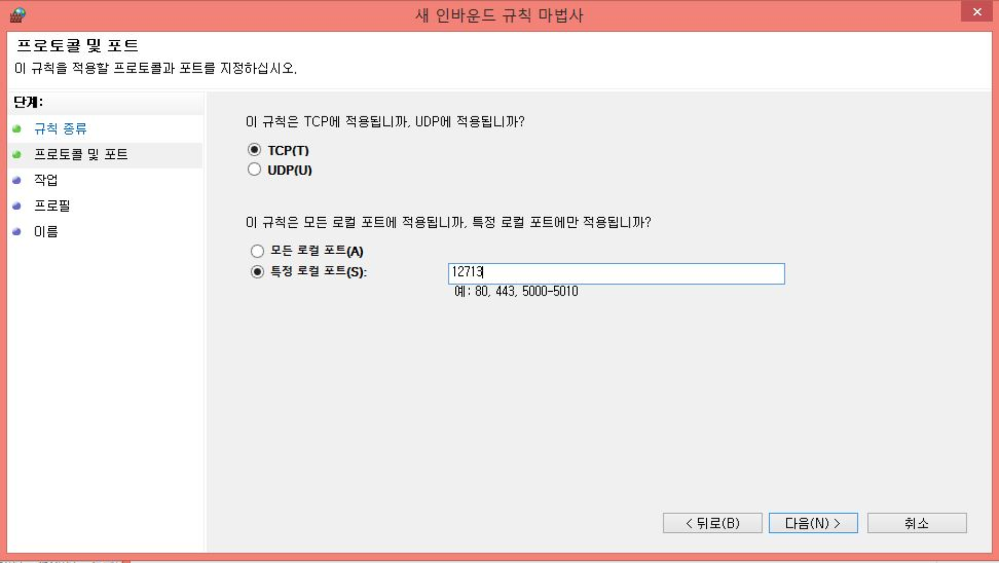 새 인바운드 규칙 마법사
프로토콜 및 포트
이 규칙을 적용할 프로토콜과 포트를 지정하십시오.
단계:
규칙 종류
프로토콜 및 포트
작업
프로필
이름
이 규칙은 TCP에 적용됩니까, UDP에 적용됩니까?
TCP(T)
UDP(U)
이 규칙은 모든 로컬 포트에 적용됩니까, 특정 로컬 포트에만 적용됩니까?
모든 로컬 포트(A)
특정 로컬 포트(S):
12713
예: 80, 443, 5000-5010
< 뒤로(B)
다음(N) >
취소